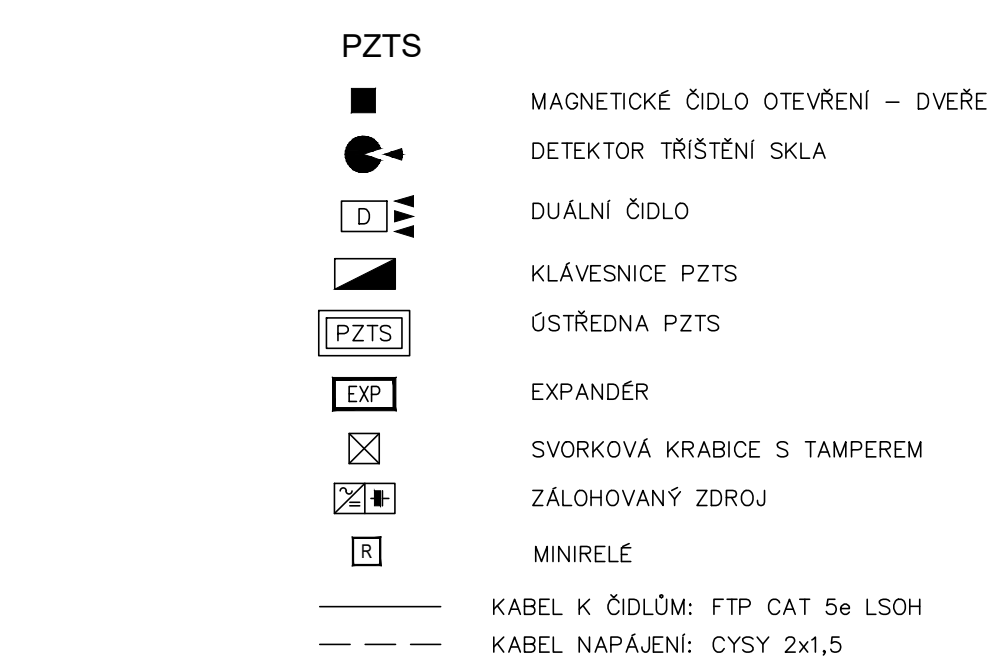 PZTS
MAGNETICKÉ ČIDLO OTEVŘENÍ – DVEŘE
DETEKTOR TŘÍŠTĚNÍ SKLA
D DUÁLNÍ ČIDLO
KLÁVESNICE PZTS
PZTS ÚSTŘEDNA PZTS
EXP EXPANDÉR
SVORKOVÁ KRABICE S TAMPEREM
ZÁLOHOVANÝ ZDROJ
R MINIRELÉ
KABEL K ČIDLŮM: FTP CAT 5e LSOH
KABEL NAPÁJENÍ: CYSY 2x1,5